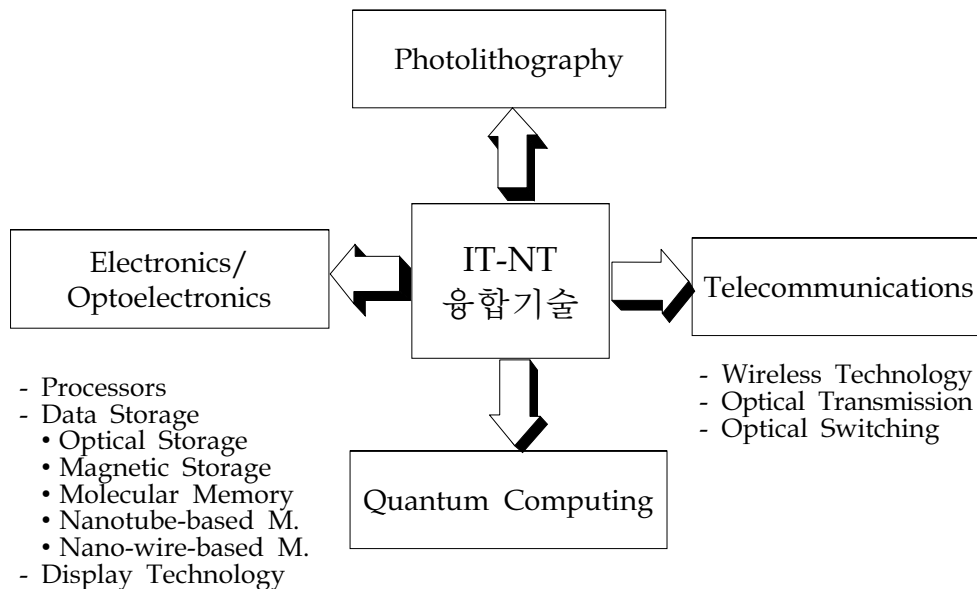 Photolithography
Electronics/
Optoelectronics
IT-NT
융합기술
Telecommunications
- Processors
- Data Storage
• Optical Storage
• Magnetic Storage
• Molecular Memory
• Nanotube-based M.
• Nano-wire-based M.
- Display Technology
- Wireless Technology
- Optical Transmission
- Optical Switching
Quantum Computing